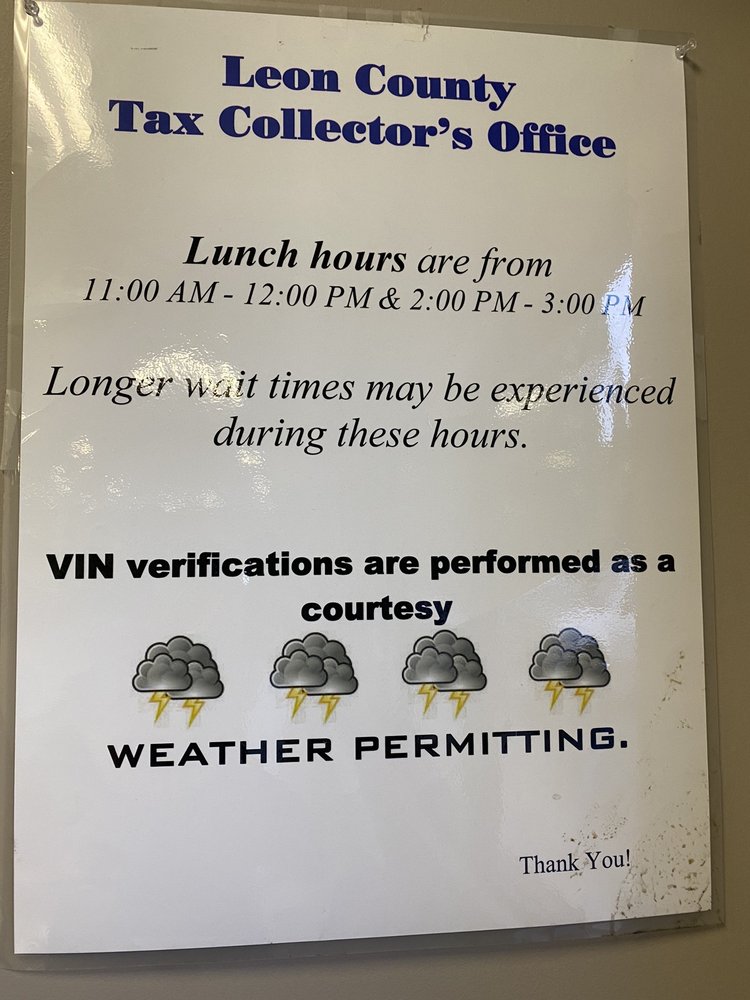 Leon County
Tax Collector's Office
Lunch hours are from
11:00 AM - 12:00 PM & 2:00 PM - 3:00 PM
Longer wait times may be experienced
during these hours.
VIN verifications are performed as a
courtesy
WEATHER PERMITTING.
Thank You!